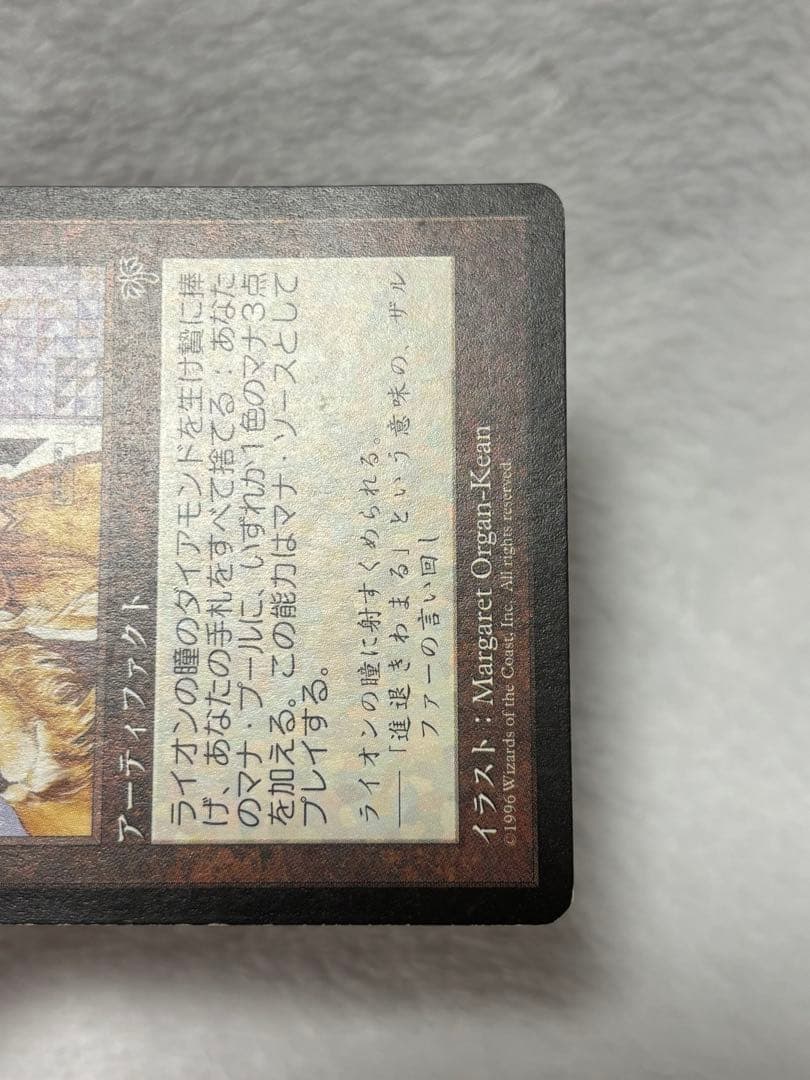 アーティファクト
ライオンの瞳のダイアモンドを生け贄に捧
げ、あなたの手札をすべて捨てる：あなた
のマナ・プールに、いずれか1色のマナ3点
を加える。この能力はマナ・ソースとして
プレイする。
ライオンの瞳に射すくめられる。
──「進退きわまる」という意味の、ザル
ファーの言い回し
イラスト：Margaret Organ-Kean
©1996 Wizards of the Coast, Inc. All rights reserved